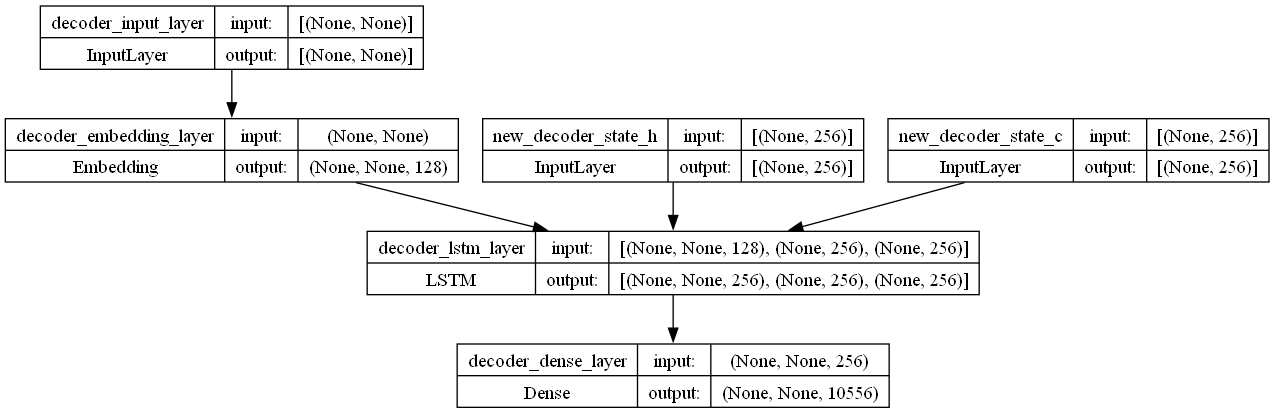 decoder_input_layer input: [(None, None)]
InputLayer output: [(None, None)]
decoder_embedding_layer input: (None, None)
Embedding output: (None, None, 128)
new_decoder_state_h input: [(None, 256)]
InputLayer output: [(None, 256)]
new_decoder_state_c input: [(None, 256)]
InputLayer output: [(None, 256)]
decoder_lstm_layer input: [(None, None, 128), (None, 256), (None, 256)]
LSTM output: [(None, None, 256), (None, 256), (None, 256)]
decoder_dense_layer input: (None, None, 256)
Dense output: (None, None, 10556)